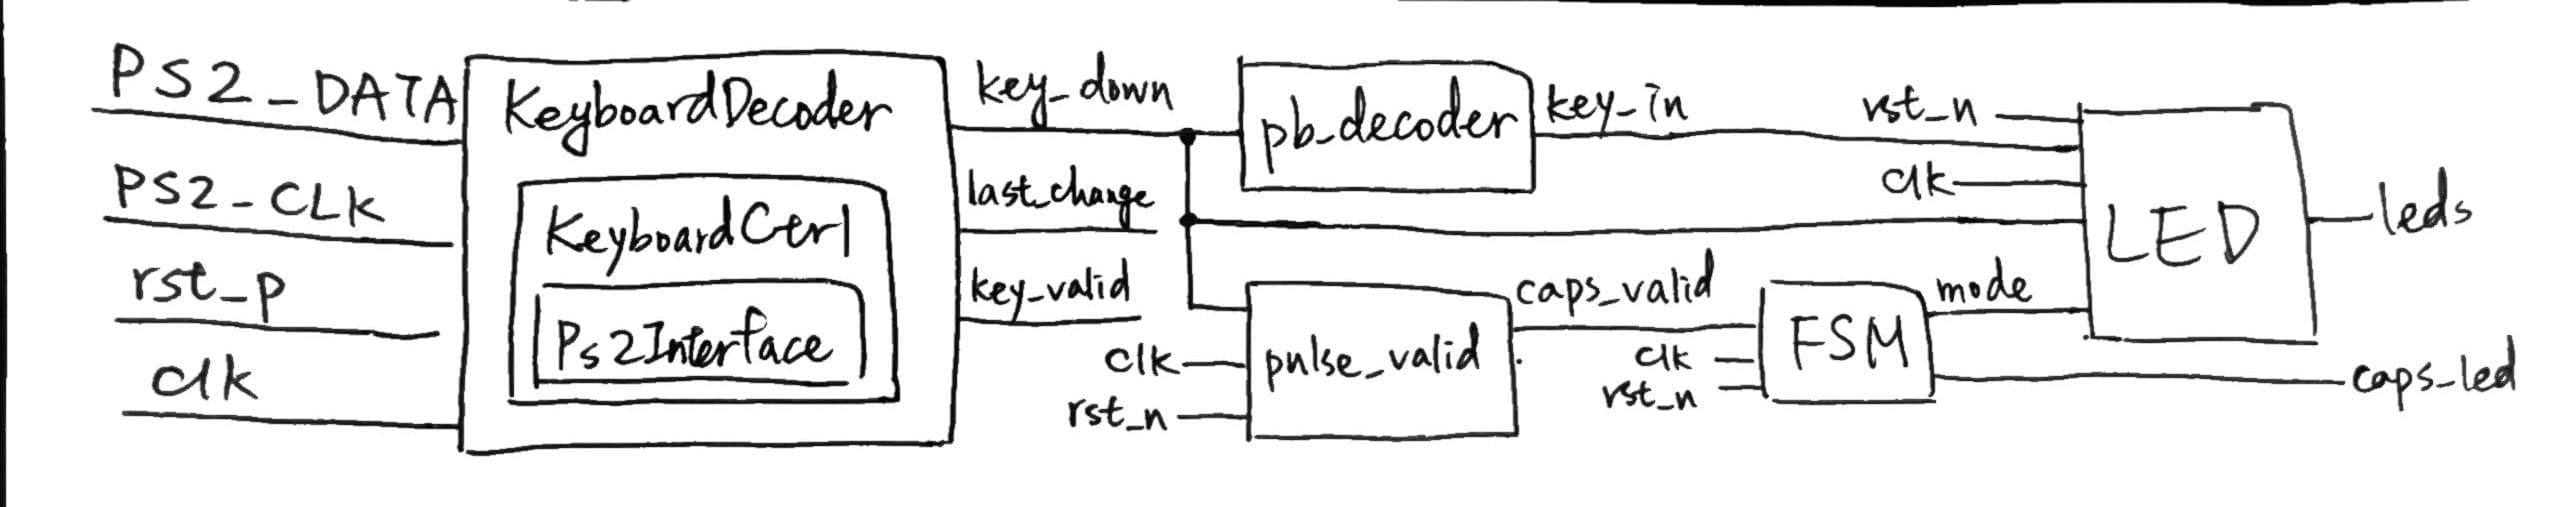 PS2_DATA
PS2_CLK
rst_p
clk
KeyboardDecoder
KeyboardCtrl
Ps2Interface
key_down
last_change
key_valid
pb_decoder
key_in
clk
rst_n
pulse_valid
caps_valid
clk
rst_n
FSM
mode
rst_n
clk
LED
leds
caps_led